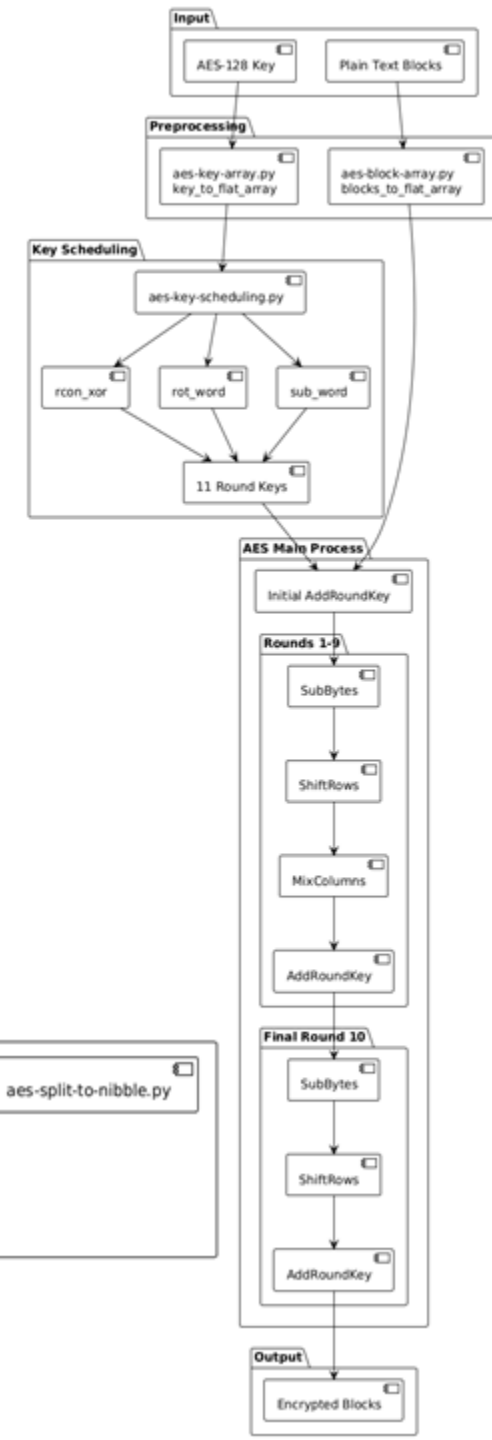 Input
AES-128 Key
Plain Text Blocks
Preprocessing
aes-key-array.py
key_to_flat_array
aes-block-array.py
blocks_to_flat_array
Key Scheduling
aes-key-scheduling.py
rcon_xor
rot_word
sub_word
11 Round Keys
AES Main Process
Initial AddRoundKey
Rounds 1-9
SubBytes
ShiftRows
MixColumns
AddRoundKey
Final Round 10
SubBytes
aes-split-to-nibble.py
ShiftRows
AddRoundKey
Output
Encrypted Blocks